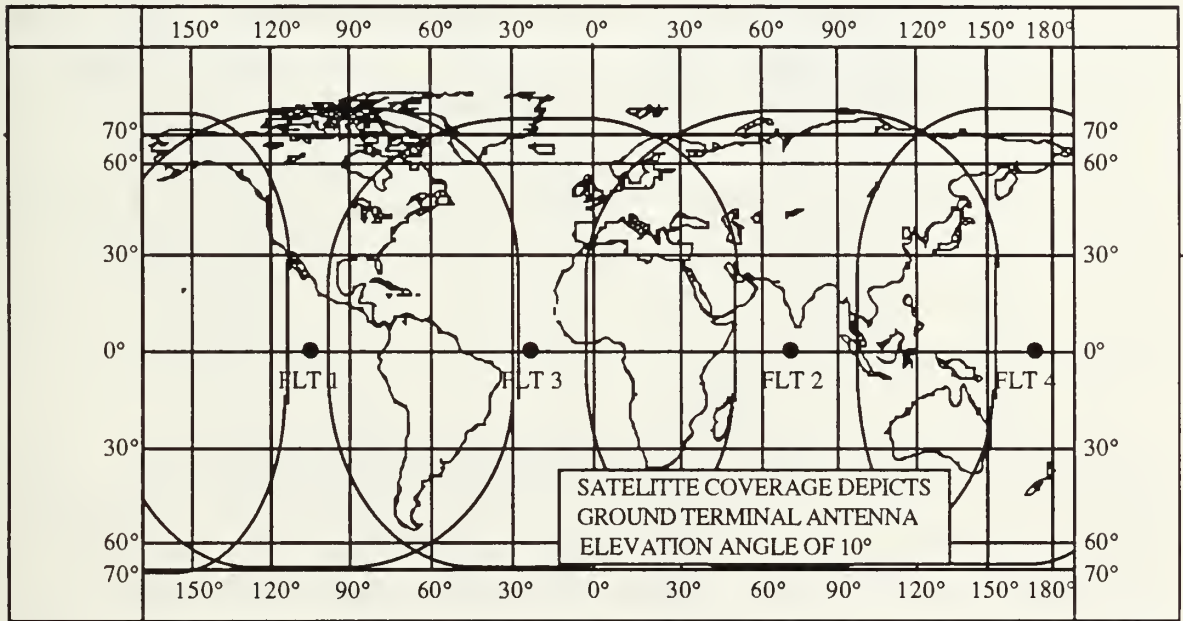 150° 120° 90° 60° 30° 0° 30° 60° 90° 120° 150° 180°
70° 70°
60° 60°
30° 30°
0° 0°
FLT 1 FLT 3 FLT 2 FLT 4
30° 30°
SATELITTE COVERAGE DEPICTS
GROUND TERMINAL ANTENNA
ELEVATION ANGLE OF 10°
60° 60°
70° 70°
150° 120° 90° 60° 30° 0° 30° 60° 90° 120° 150° 180°